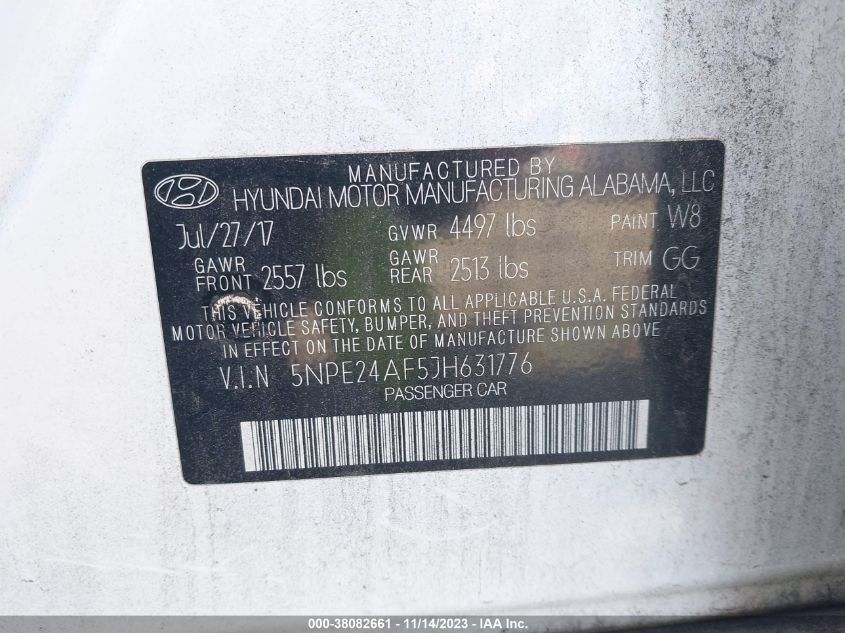 MANUFACTURED BY
HYUNDAI MOTOR MANUFACTURING ALABAMA, LLC
Jul/27/17 GVWR 4497 lbs PAINT W8
GAWR FRONT 2557 lbs GAWR REAR 2513 lbs TRIM GG
THIS VEHICLE CONFORMS TO ALL APPLICABLE U.S.A. FEDERAL
MOTOR VEHICLE SAFETY, BUMPER, AND THEFT PREVENTION STANDARDS
IN EFFECT ON THE DATE OF MANUFACTURE SHOWN ABOVE
V.I.N 5NPE24AF5JH631776
PASSENGER CAR
000-38082661 - 11/14/2023 - IAA Inc.